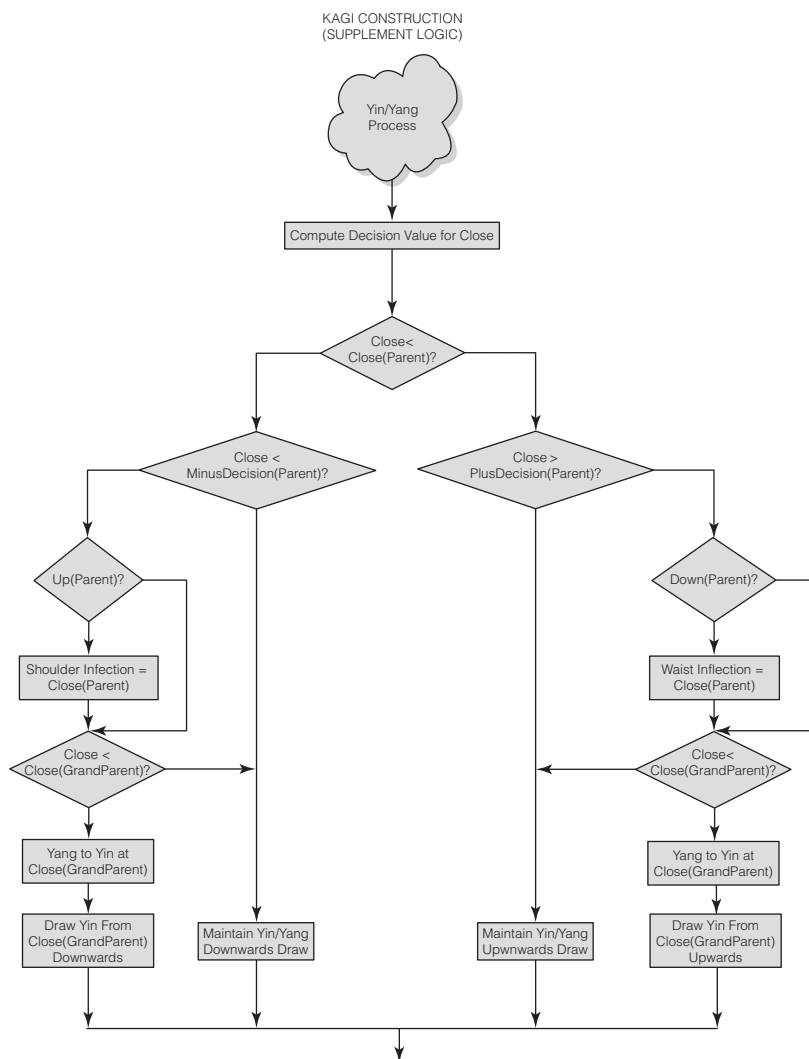 KAGI CONSTRUCTION
(SUPPLEMENT LOGIC)
Yin/Yang
Process
Compute Decision Value for Close
Close<
Close(Parent)?
Close <
MinusDecision(Parent)?
Close >
PlusDecision(Parent)?
Up(Parent)?
Down(Parent)?
Shoulder Infection =
Close(Parent)
Waist Inflection =
Close(Parent)
Close <
Close(GrandParent)?
Close<
Close(GrandParent)?
Yang to Yin at
Close(GrandParent)
Yang to Yin at
Close(GrandParent)
Draw Yin From
Close(GrandParent)
Downwards
Maintain Yin/Yang
Downwards Draw
Maintain Yin/Yang
Upwnwards Draw
Draw Yin From
Close(GrandParent)
Upwards